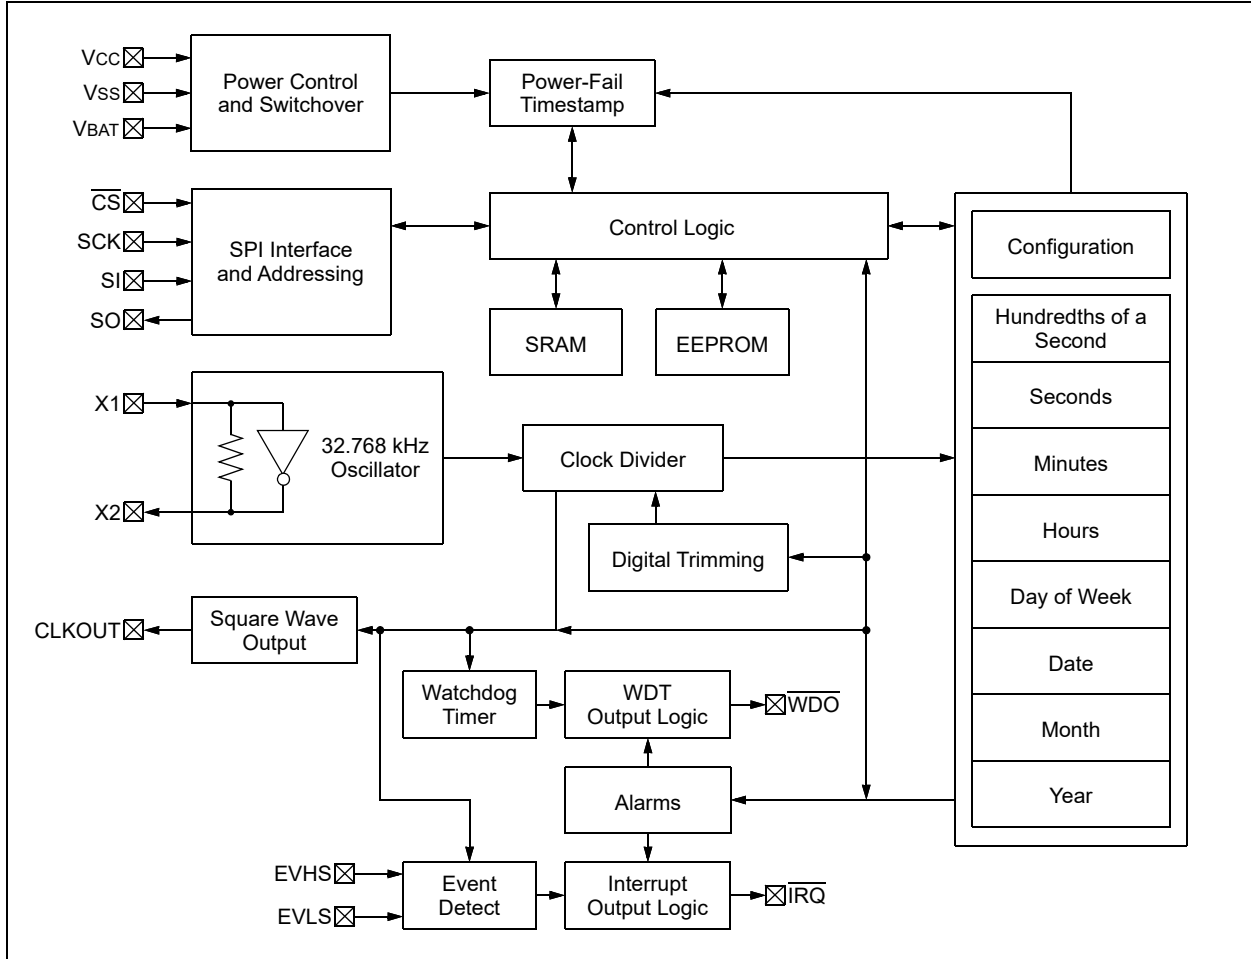 VCC
VSS
VBAT
Power Control
and Switchover
Power-Fail
Timestamp
CS
SCK
SI
SO
SPI Interface
and Addressing
Control Logic
SRAM
EEPROM
Configuration
Hundredths of a
Second
Seconds
Minutes
Hours
Day of Week
Date
Month
Year
X1
X2
32.768 kHz
Oscillator
Clock Divider
Digital Trimming
CLKOUT
Square Wave
Output
Watchdog
Timer
WDT
Output Logic
WDO
Alarms
EVHS
EVLS
Event
Detect
Interrupt
Output Logic
IRQ